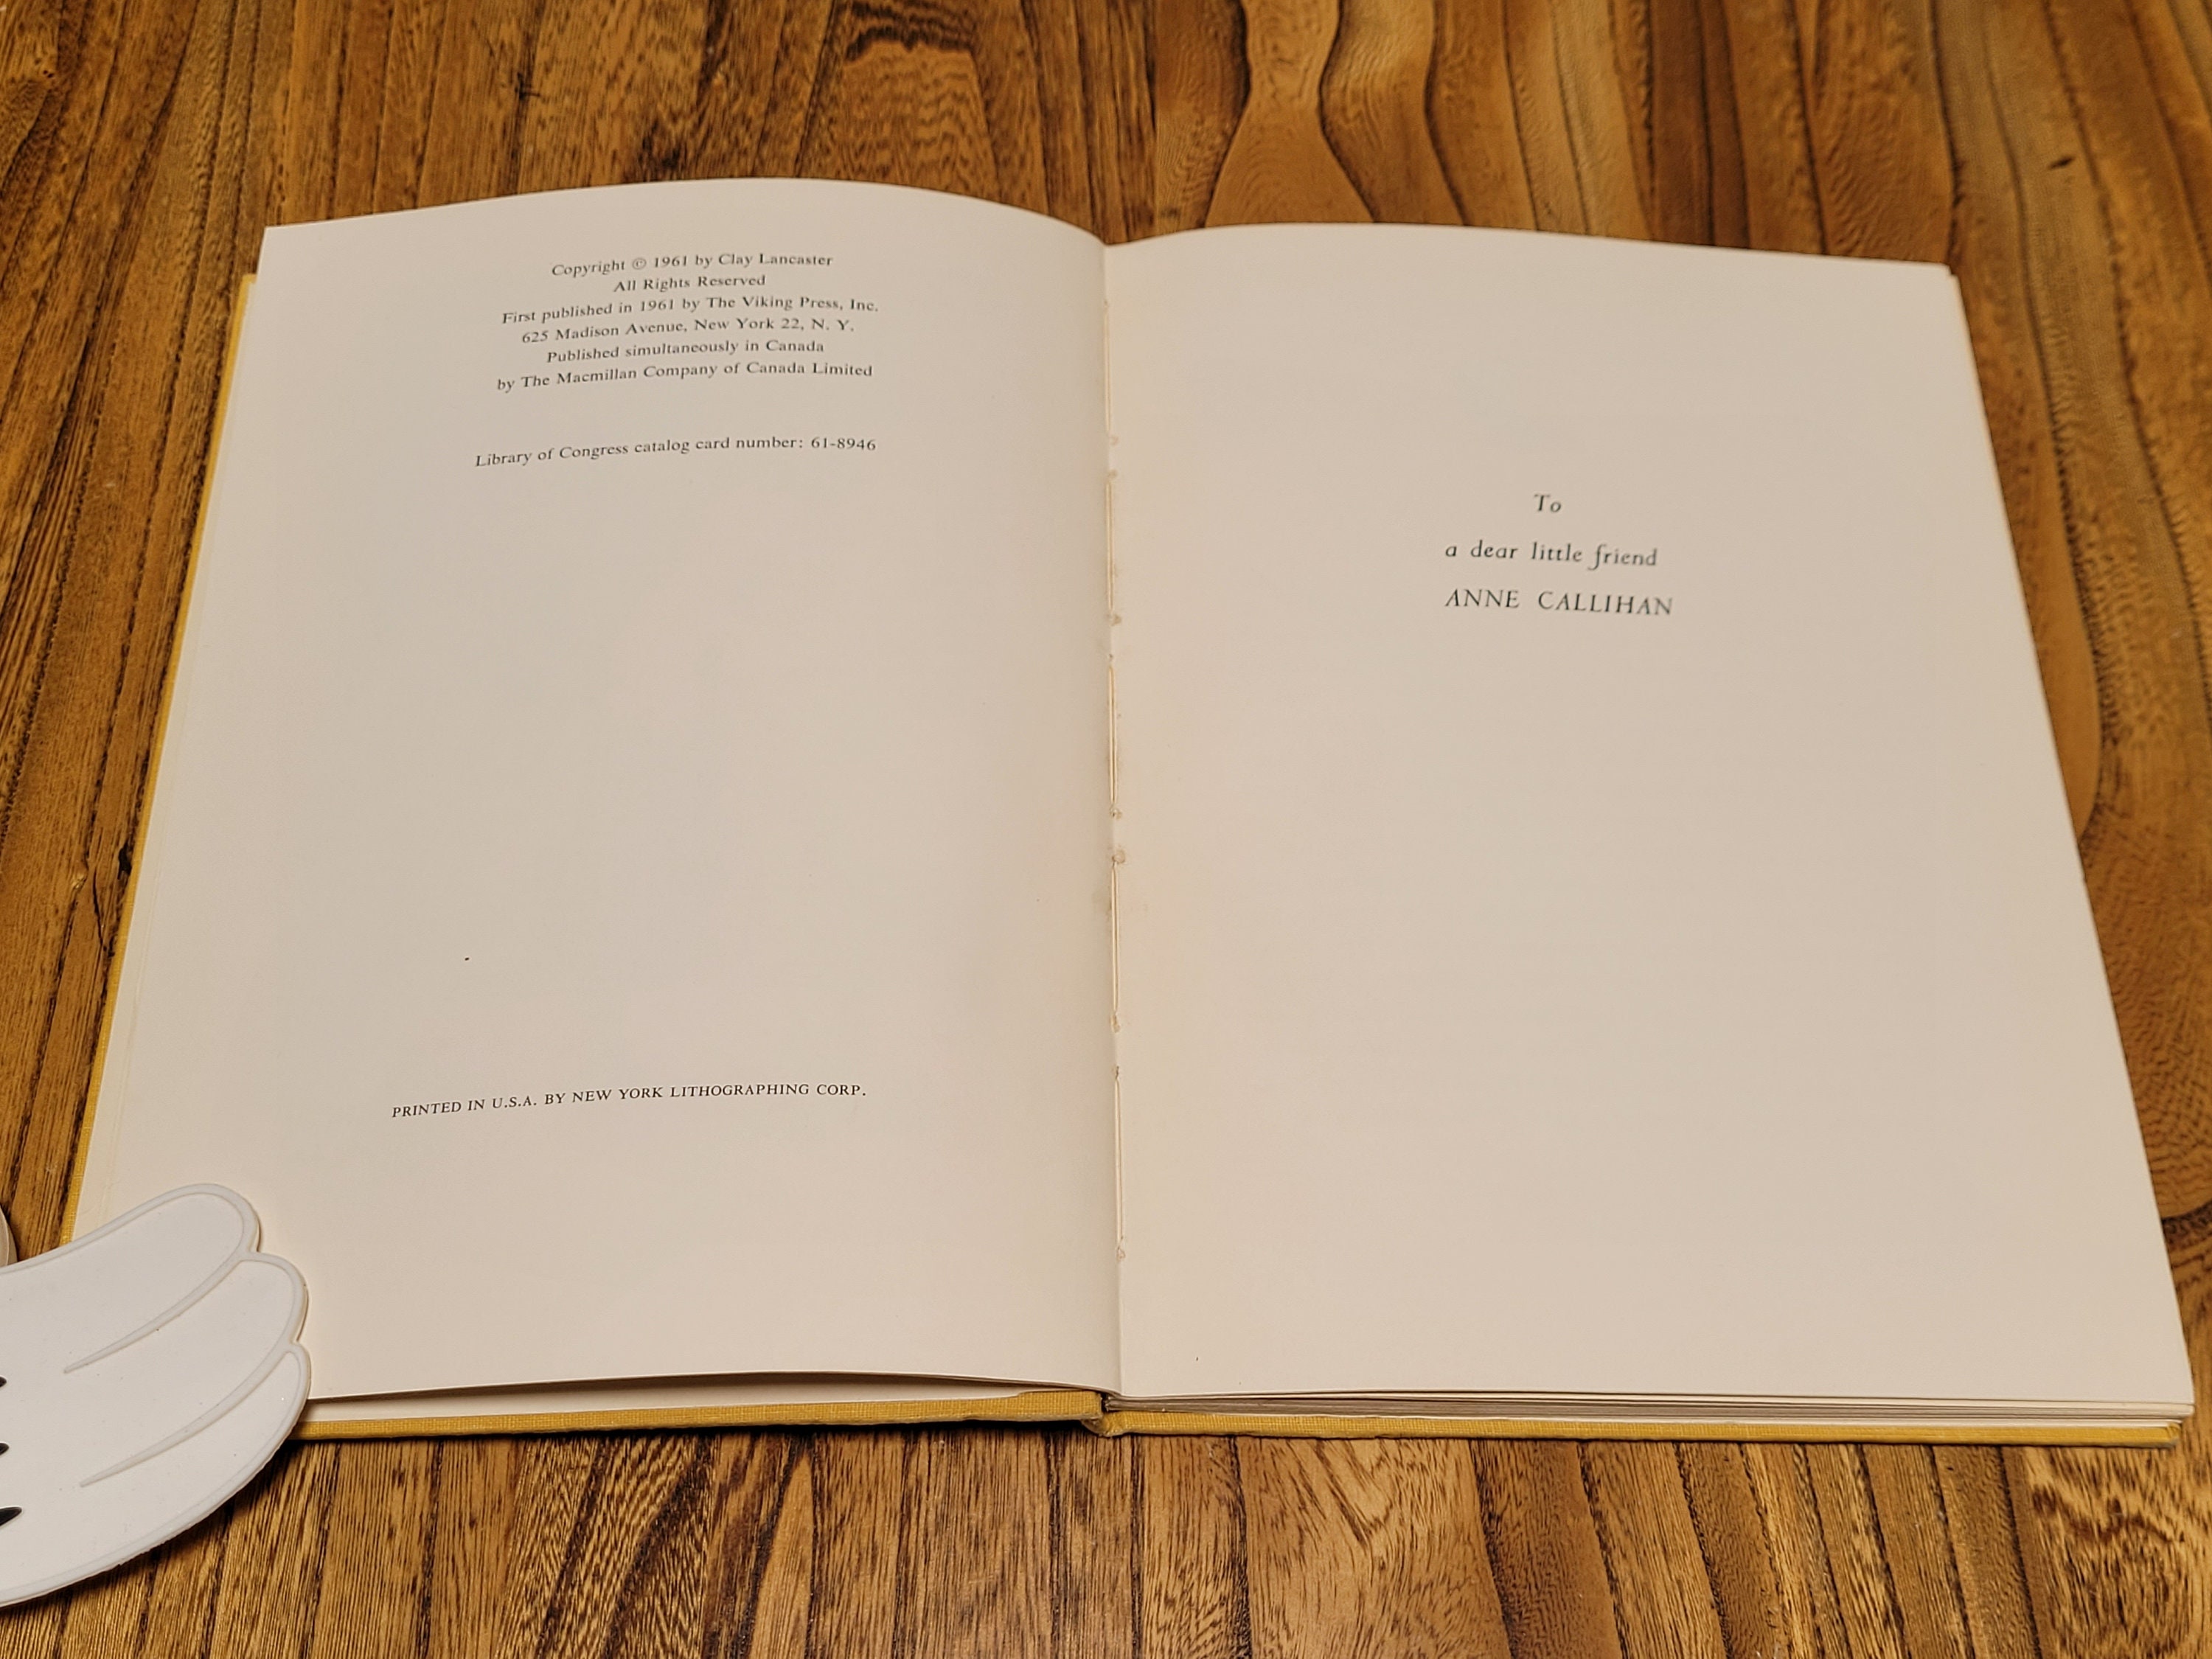 Copyright © 1961 by Clay Lancaster
All Rights Reserved
First published in 1961 by The Viking Press, Inc.
625 Madison Avenue, New York 22, N. Y.
Published simultaneously in Canada
by The Macmillan Company of Canada Limited
Library of Congress catalog card number: 61-8946
PRINTED IN U.S.A. BY NEW YORK LITHOGRAPHING CORP.
To
a dear little friend
ANNE CALLIHAN